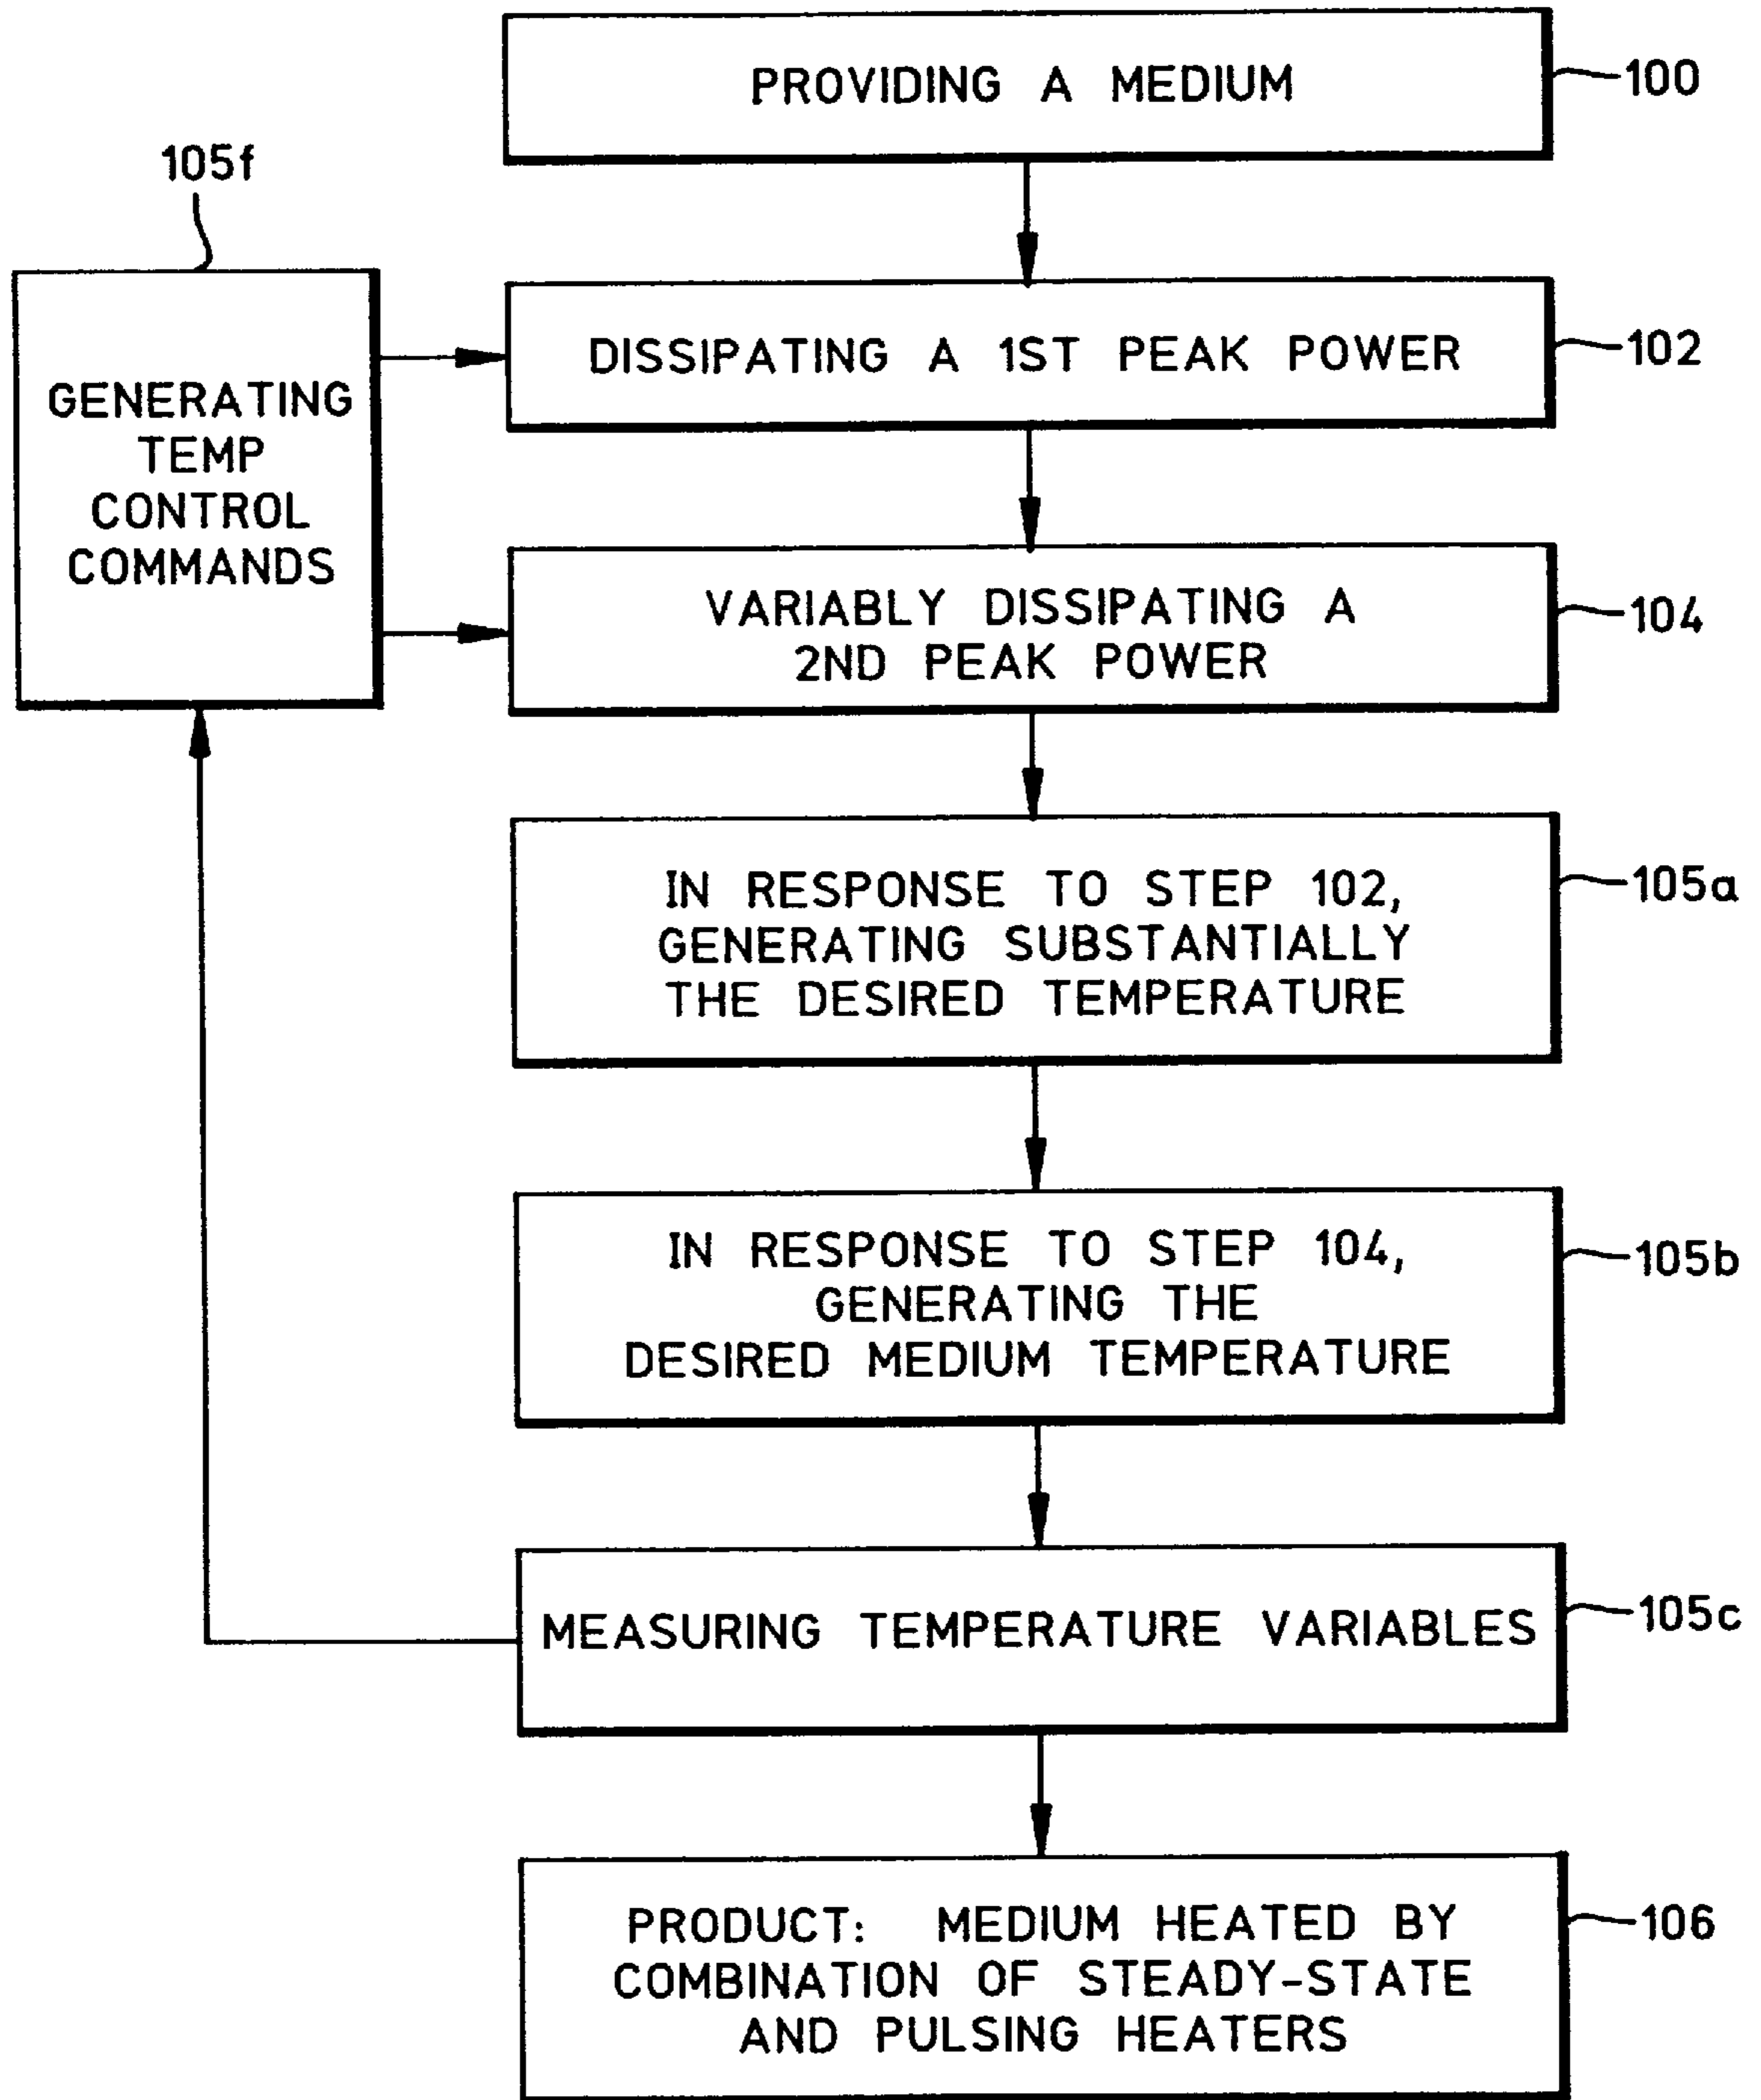 PROVIDING A MEDIUM
100
105f
GENERATING
TEMP
CONTROL
COMMANDS
DISSIPATING A 1ST PEAK POWER
102
VARIABLY DISSIPATING A
2ND PEAK POWER
104
IN RESPONSE TO STEP 102,
GENERATING SUBSTANTIALLY
THE DESIRED TEMPERATURE
105a
IN RESPONSE TO STEP 104,
GENERATING THE
DESIRED MEDIUM TEMPERATURE
105b
MEASURING TEMPERATURE VARIABLES
105c
PRODUCT: MEDIUM HEATED BY
COMBINATION OF STEADY-STATE
AND PULSING HEATERS
106